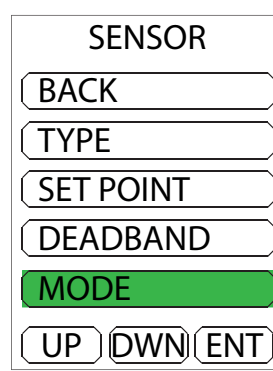 SENSOR
BACK
TYPE
SET POINT
DEADBAND
MODE
UP DWN ENT